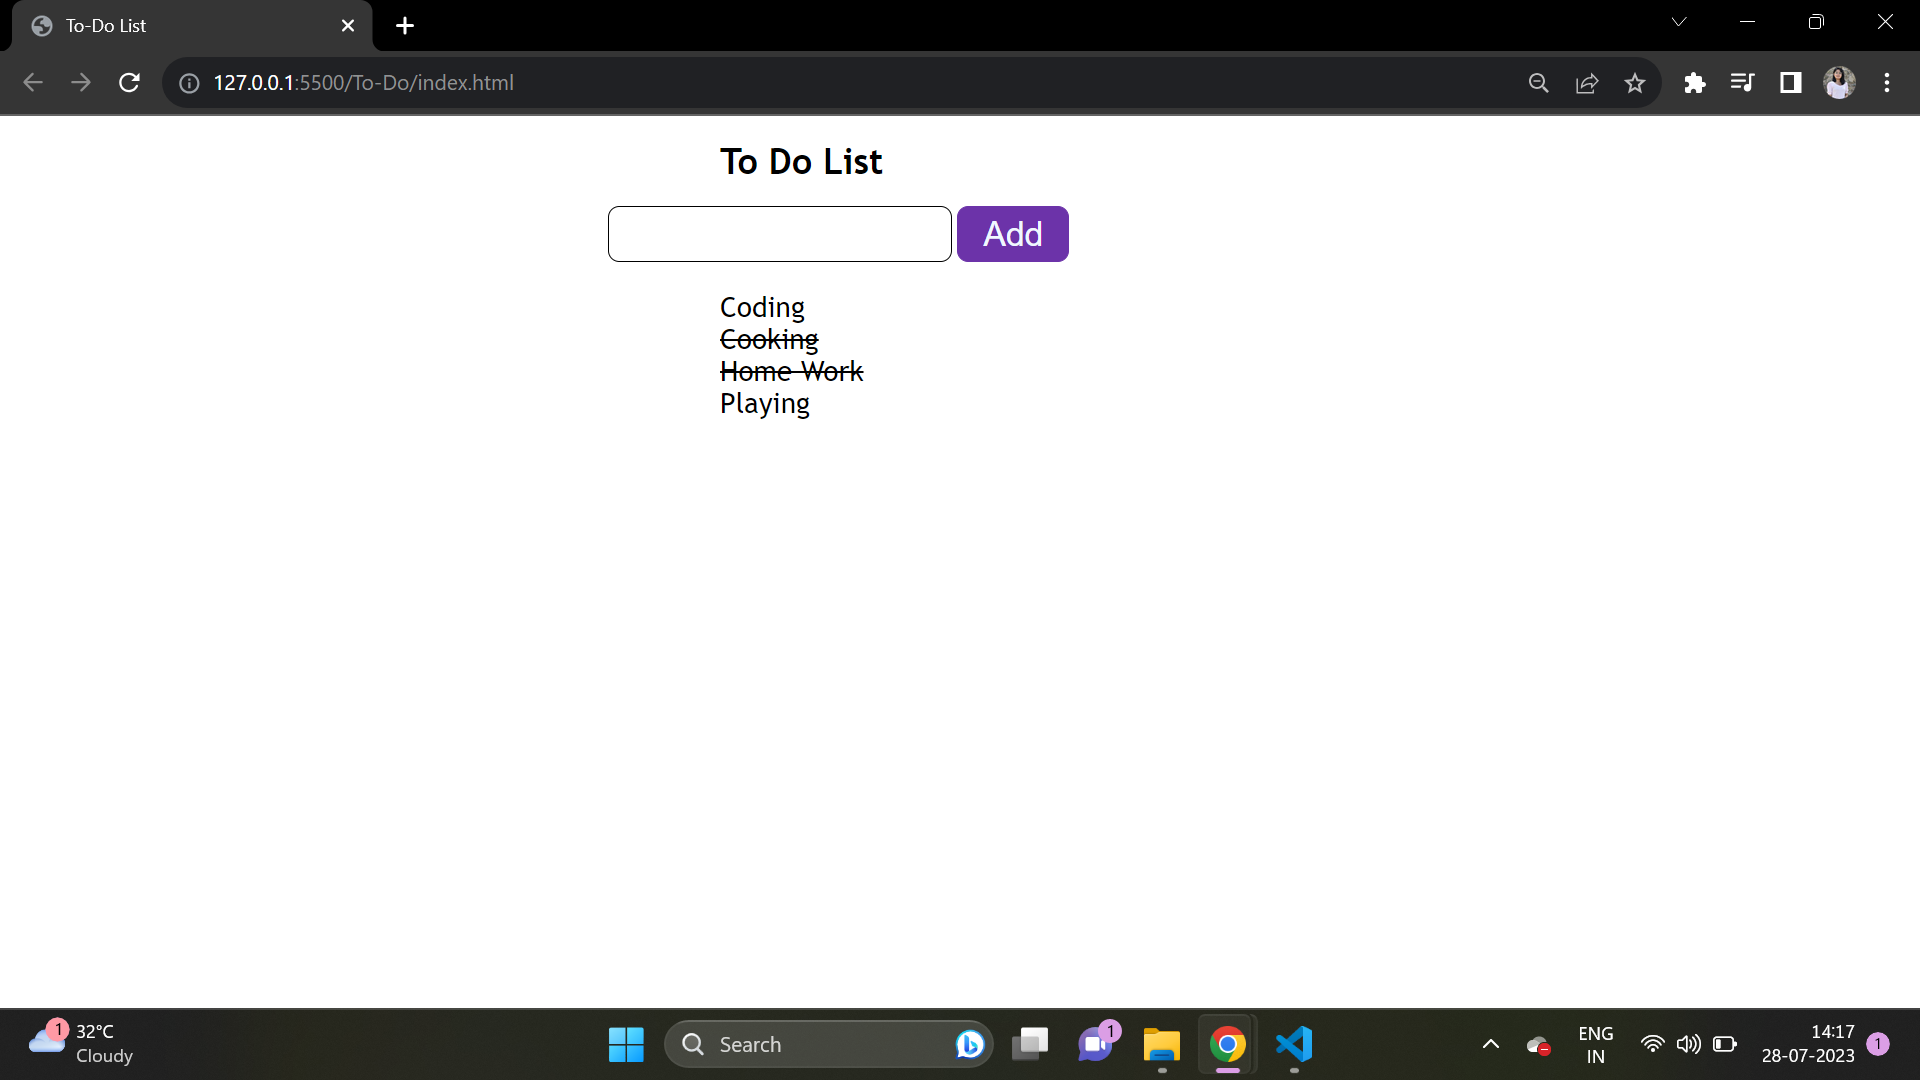 To-Do List
127.0.0.1:5500/To-Do/index.html
To Do List
Add
Coding
Cooking
Home Work
Playing
1
32°C
Cloudy
Search
1
ENG
IN
14:17
28-07-2023
1